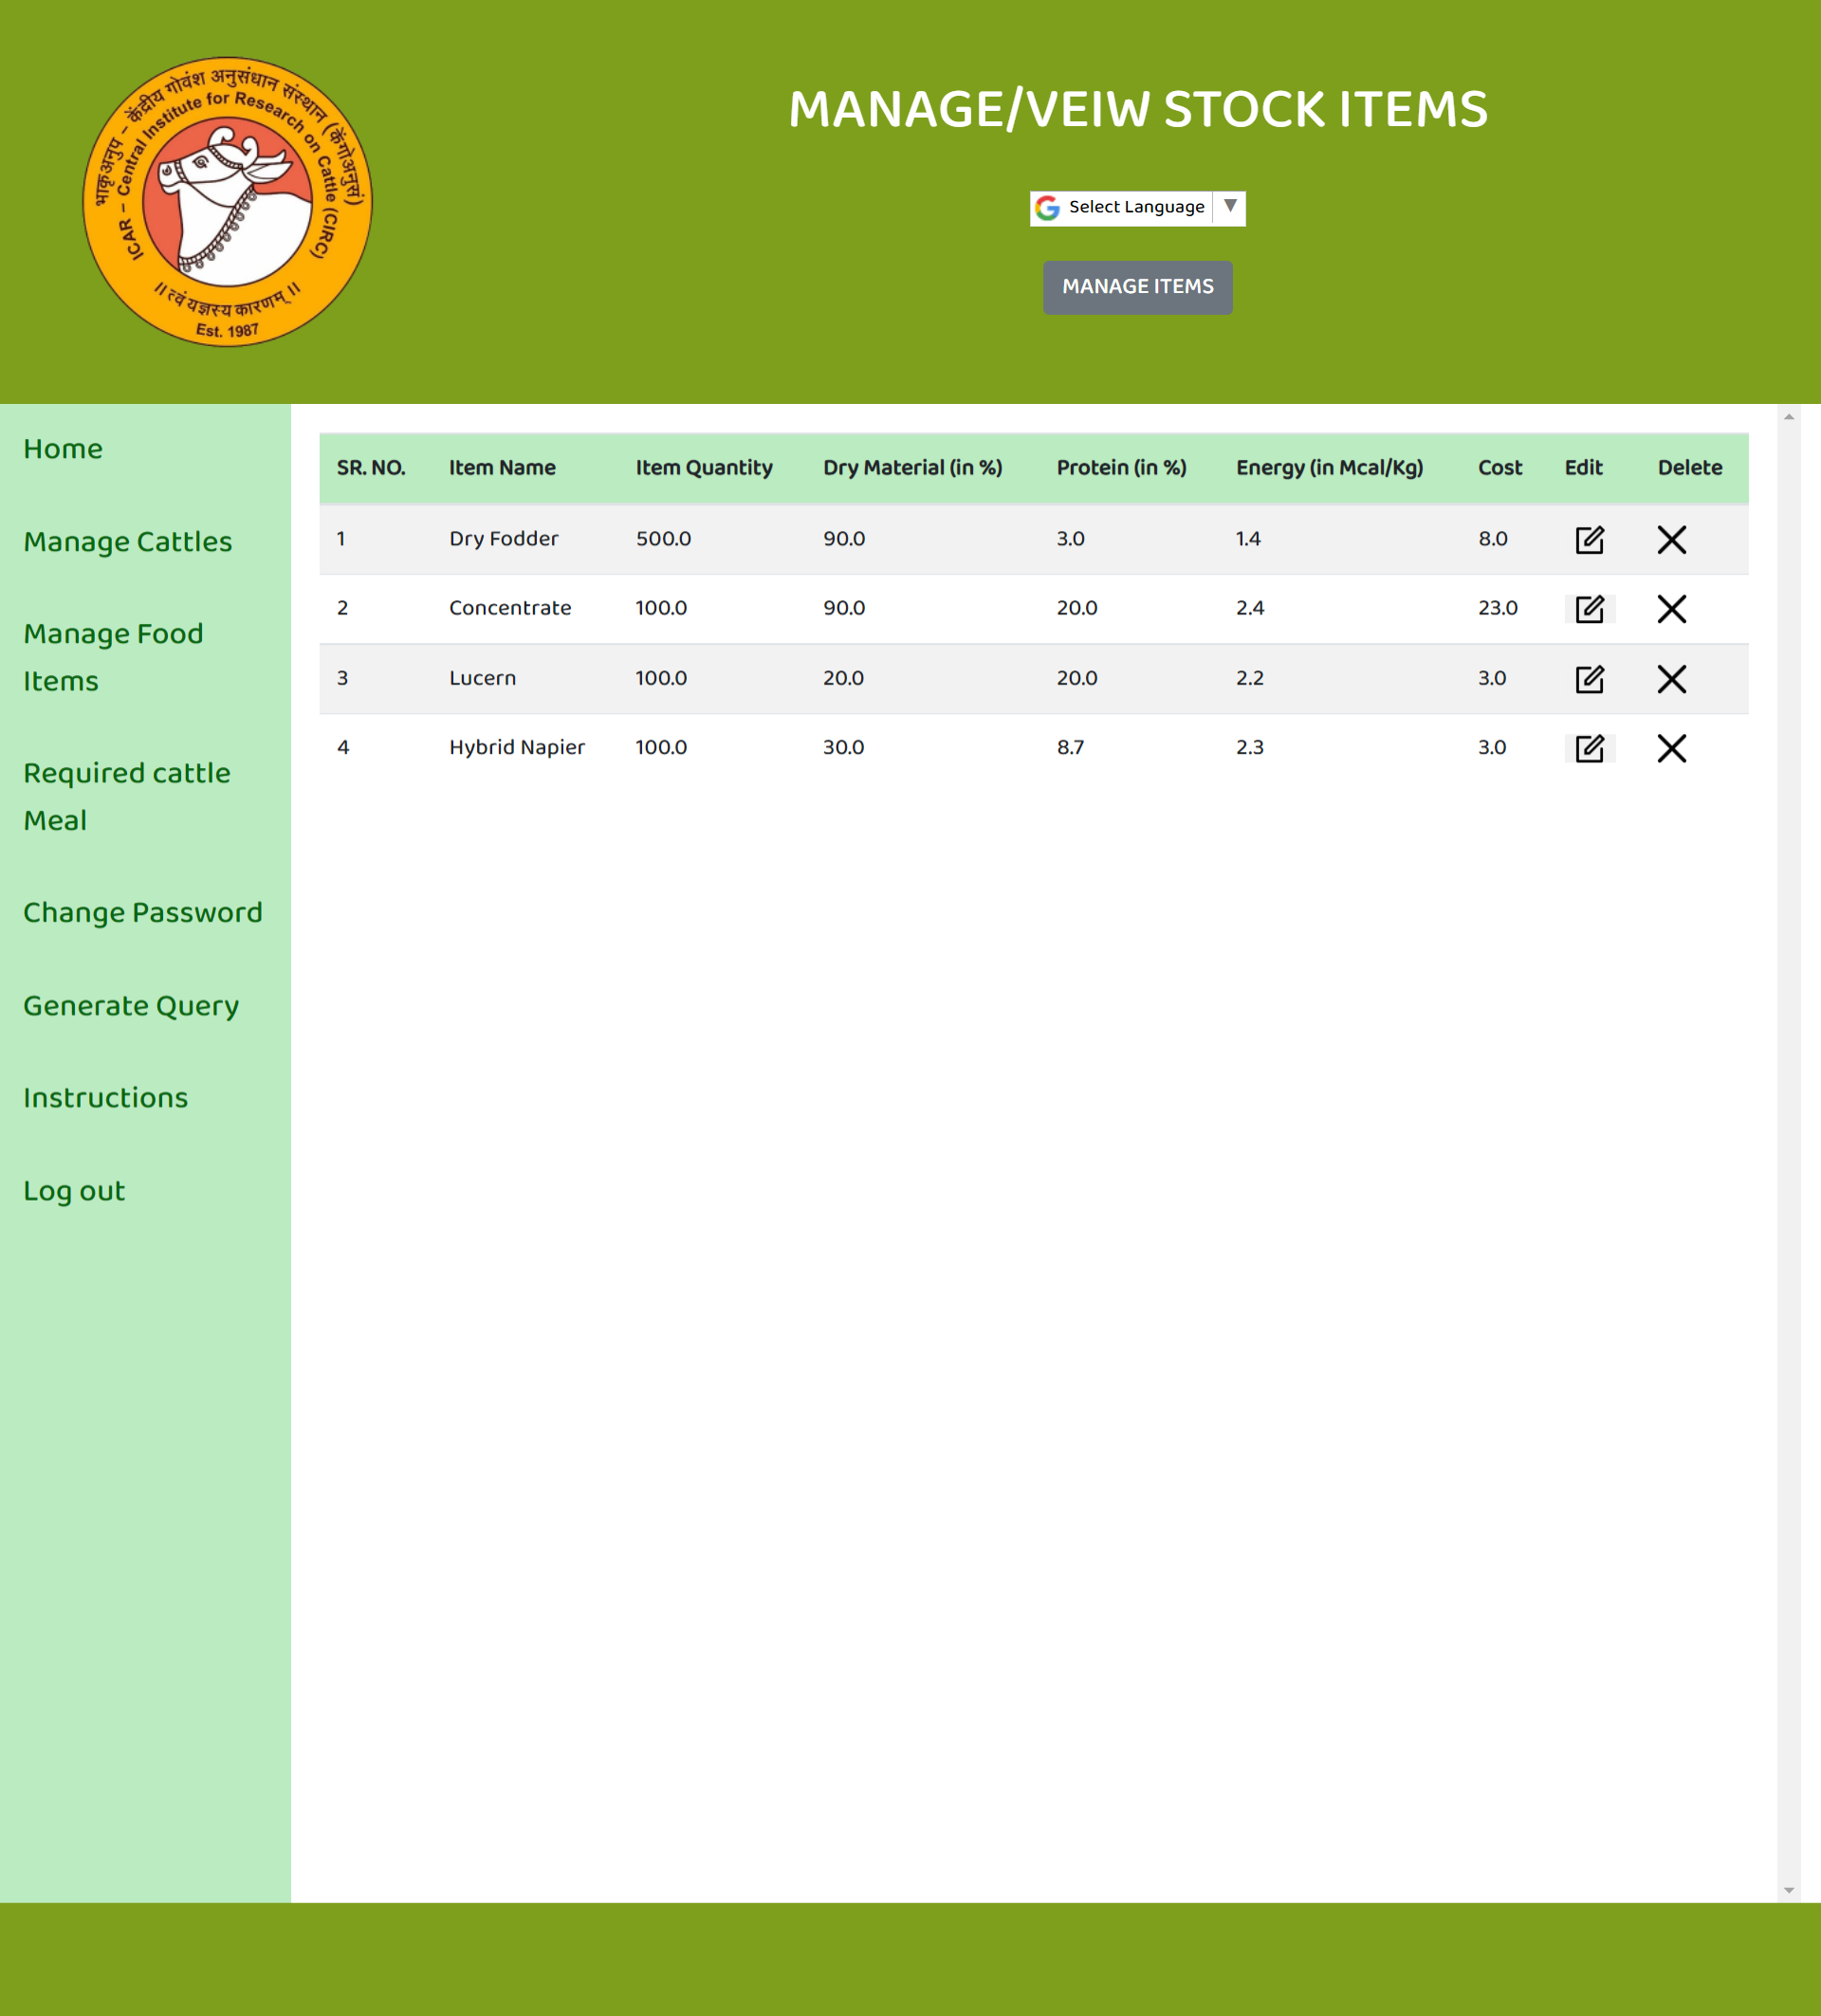 भाकृअनुप – केंद्रीय गोवंश अनुसंधान संस्थान (केंगोअनुसं)
ICAR – Central Institute for Research on Cattle (CIRC)
॥ त्वं यज्ञस्य कारणम् ॥
Est. 1987
MANAGE/VEIW STOCK ITEMS
Select Language ▼
MANAGE ITEMS
Home
Manage Cattles
Manage Food
Items
Required cattle
Meal
Change Password
Generate Query
Instructions
Log out
SR. NO. Item Name Item Quantity Dry Material (in %) Protein (in %) Energy (in Mcal/Kg) Cost Edit Delete
1 Dry Fodder 500.0 90.0 3.0 1.4 8.0
2 Concentrate 100.0 90.0 20.0 2.4 23.0
3 Lucern 100.0 20.0 20.0 2.2 3.0
4 Hybrid Napier 100.0 30.0 8.7 2.3 3.0